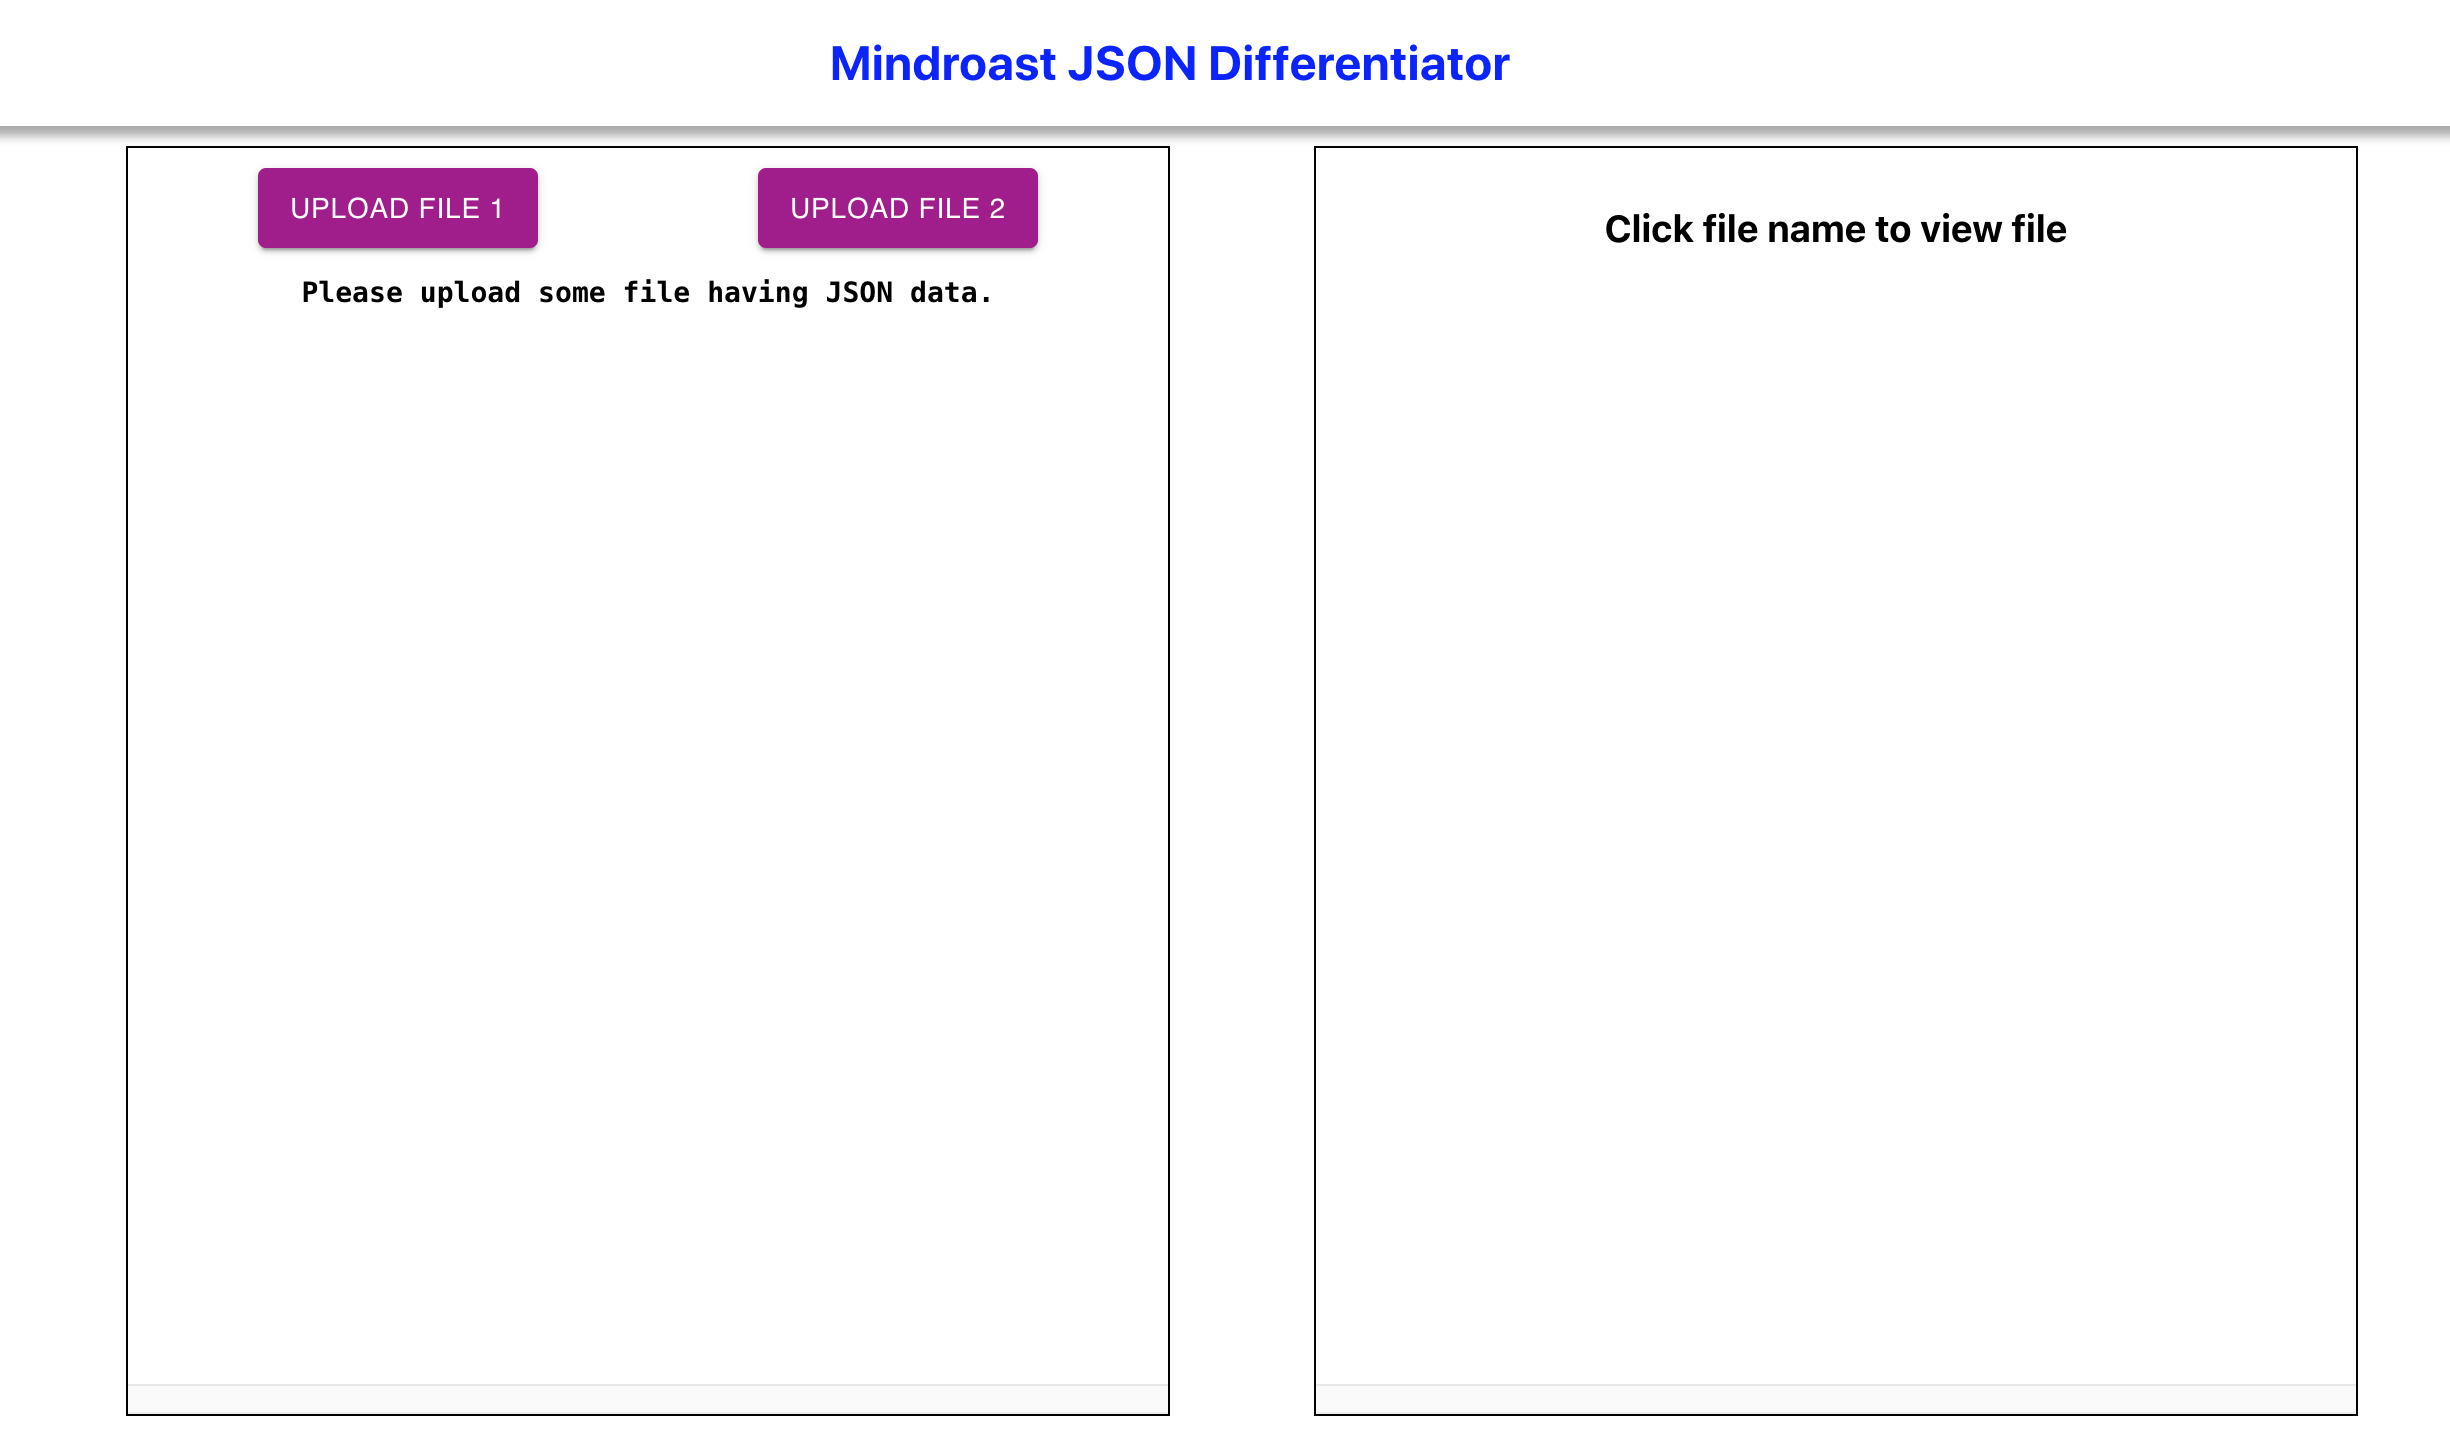 Mindroast JSON Differentiator
UPLOAD FILE 1
UPLOAD FILE 2
Please upload some file having JSON data.
Click file name to view file